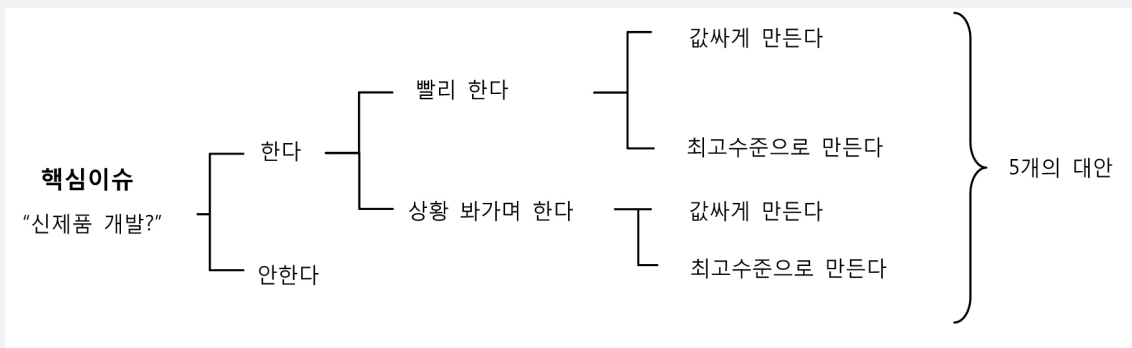 핵심이슈
“신제품 개발?”
한다
안한다
빨리 한다
상황 봐가며 한다
값싸게 만든다
최고수준으로 만든다
값싸게 만든다
최고수준으로 만든다
5개의 대안